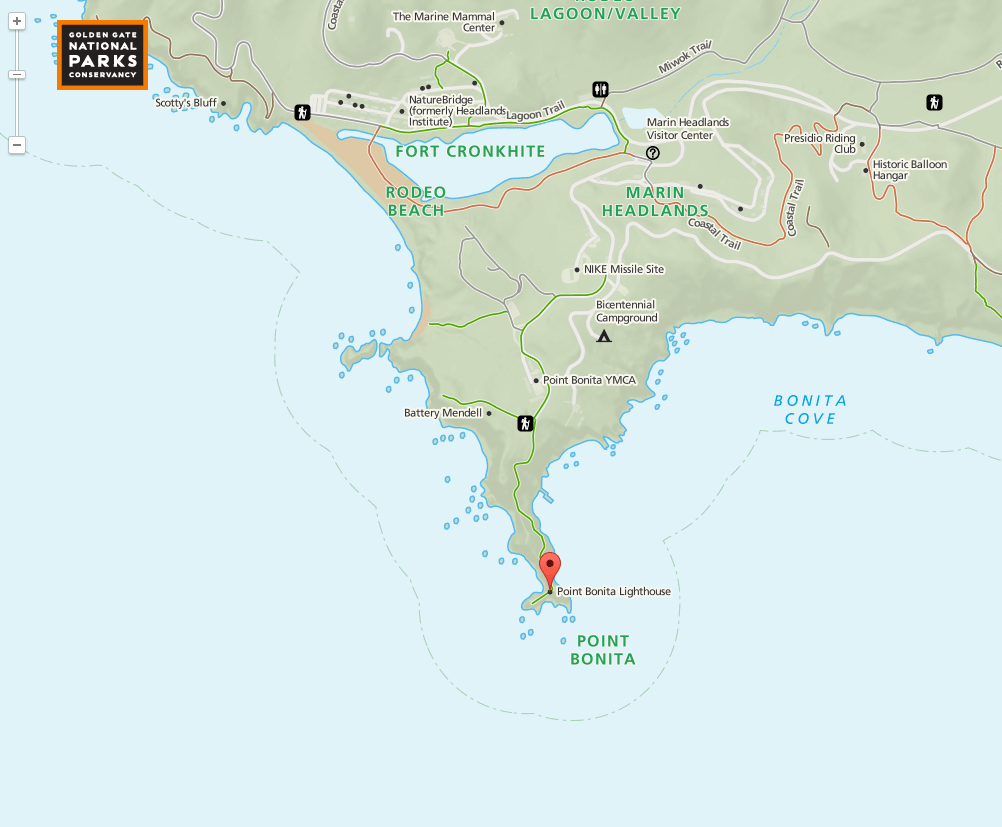 LAGOON/VALLEY
Coastal
The Marine Mammal
Center
GOLDEN GATE
NATIONAL
PARKS
CONSERVANCY
Miwok Trail
Scotty's Bluff
NatureBridge
(formerly Headlands
Institute)
Lagoon Trail
Marin Headlands
Visitor Center
Presidio Riding
Club
FORT CRONKHITE
Historic Balloon
Hangar
RODEO
BEACH
MARIN
HEADLANDS
Coastal Trail
Coastal Trail
NIKE Missile Site
Bicentennial
Campground
Point Bonita YMCA
BONITA
COVE
Battery Mendell
Point Bonita Lighthouse
POINT
BONITA